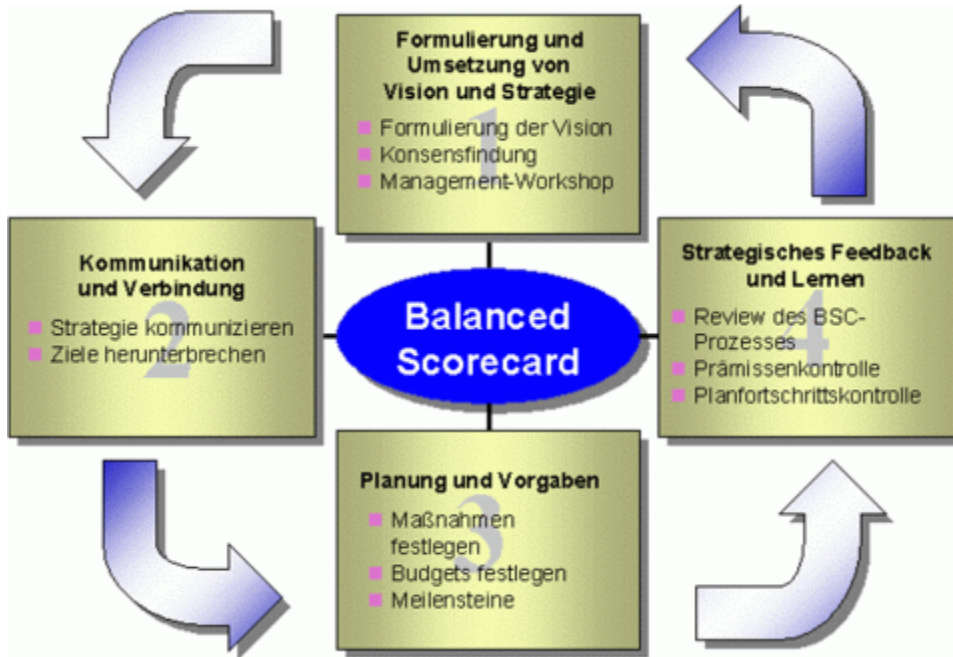 Formulierung und
Umsetzung von
Vision und Strategie
1
Formulierung der Vision
Konsensfindung
Management-Workshop
Kommunikation
und Verbindung
2
Strategie kommunizieren
Ziele herunterbrechen
Balanced
Scorecard
Planung und Vorgaben
3
Maßnahmen
festlegen
Budgets festlegen
Meilensteine
Strategisches Feedback
und Lernen
4
Review des BSC-
Prozesses
Prämissenkontrolle
Planfortschrittskontrolle